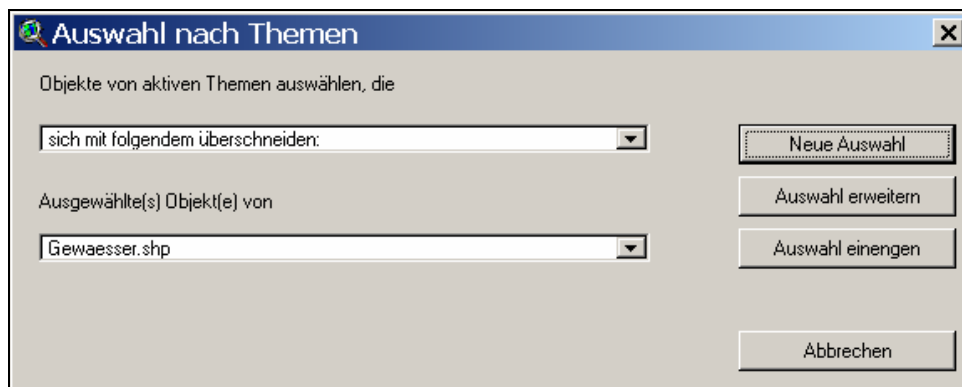 Auswahl nach Themen
Objekte von aktiven Themen auswählen, die
sich mit folgendem überschneiden:
Neue Auswahl
Auswahl erweitern
Ausgewählte(s) Objekt(e) von
Gewaesser.shp
Auswahl einengen
Abbrechen